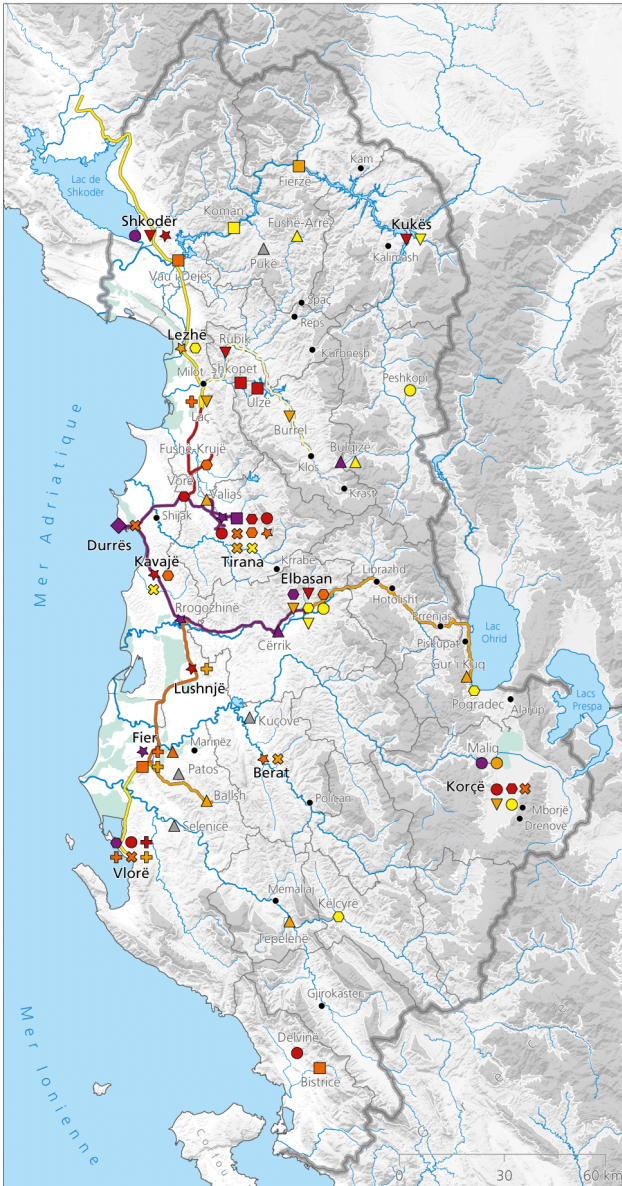 Kam
Lac de
Shkodër
Fierzë
Koman
Shkodër
Fushë-Arrëz
Kukës
Pukë
Kalimash
Vau i Dejës
Spaç
Reps
Lezhë
Rubik
Kurbnesh
Milot
Shkopet
Ulzë
Peshkopi
Laç
Burrel
Mer Adriatique
Fushë-Krujë
Bulqizë
Klos
Vorë
Krast
Valias
Shijak
Durrës
Tirana
Kavajë
Krrabë
Elbasan
Librazhd
Hotolisht
Rrogozhinë
Prrenjas
Lac
Ohrid
Cërrik
Piskupat
Gur i Kuq
Lushnjë
Lacs
Prespa
Pogradec
Alarup
Kuçovë
Fier
Marinëz
Maliq
Patos
Berat
Korçë
Ballsh
Poliçan
Mborjë
Drenovë
Selenicë
Vlorë
Memaliaj
Këlcyrë
Tepelenë
Gjirokastër
Mer Ionienne
Delvinë
Bistricë
0 30 60 km